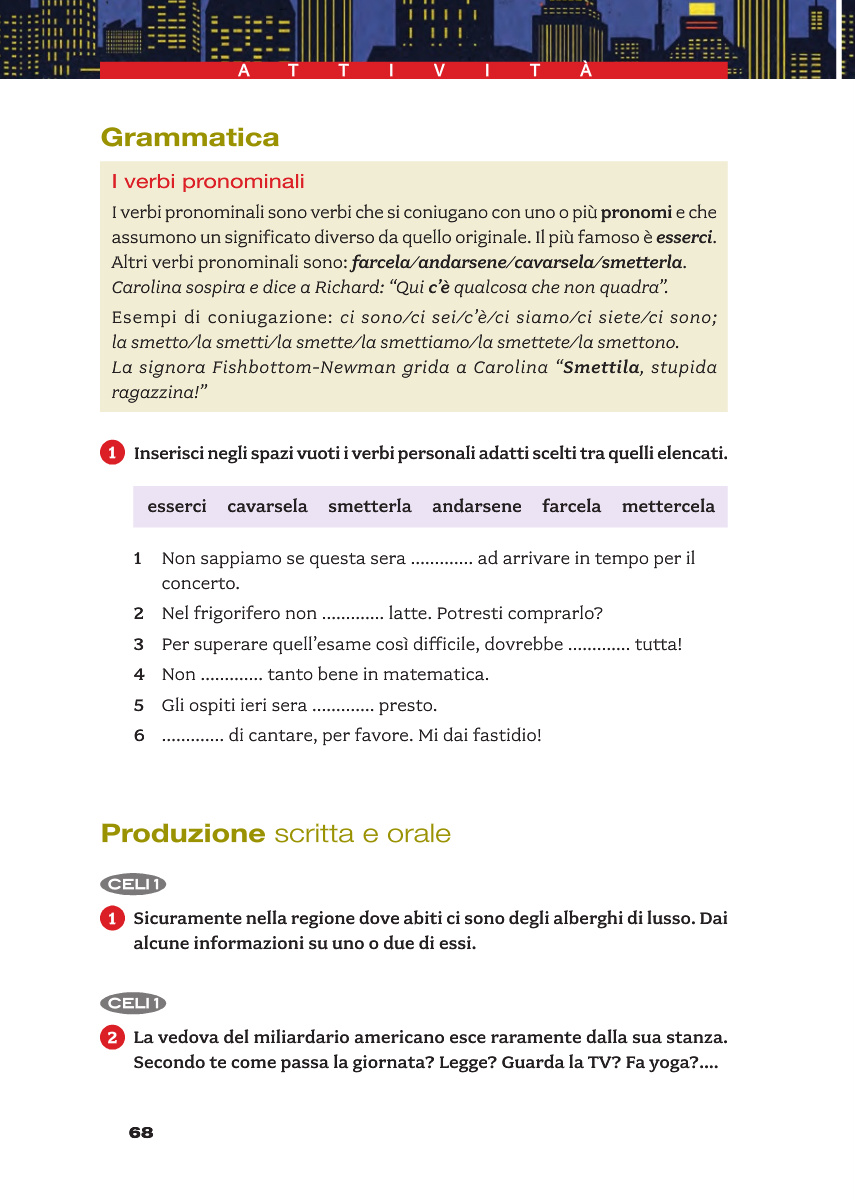 ATTIVITÀ
Grammatica
I verbi pronominali
I verbi pronominali sono verbi che si coniugano con uno o più pronomi e che
assumono un significato diverso da quello originale. Il più famoso è esserci.
Altri verbi pronominali sono: farcela/andarsene/cavarsela/smetterla.
Carolina sospira e dice a Richard: “Qui c’è qualcosa che non quadra”.
Esempi di coniugazione: ci sono/ci sei/c’è/ci siamo/ci siete/ci sono;
la smetto/la smetti/la smette/la smettiamo/la smettete/la smettono.
La signora Fishbottom-Newman grida a Carolina “Smettila, stupida
ragazzina!”
1 Inserisci negli spazi vuoti i verbi personali adatti scelti tra quelli elencati.
esserci cavarsela smetterla andarsene farcela mettercela
1 Non sappiamo se questa sera ............. ad arrivare in tempo per il
concerto.
2 Nel frigorifero non ............. latte. Potresti comprarlo?
3 Per superare quell’esame così difficile, dovrebbe ............. tutta!
4 Non ............. tanto bene in matematica.
5 Gli ospiti ieri sera ............. presto.
6 ............. di cantare, per favore. Mi dai fastidio!
Produzione scritta e orale
CELI 1
1 Sicuramente nella regione dove abiti ci sono degli alberghi di lusso. Dai
alcune informazioni su uno o due di essi.
CELI 1
2 La vedova del miliardario americano esce raramente dalla sua stanza.
Secondo te come passa la giornata? Legge? Guarda la TV? Fa yoga?....
68